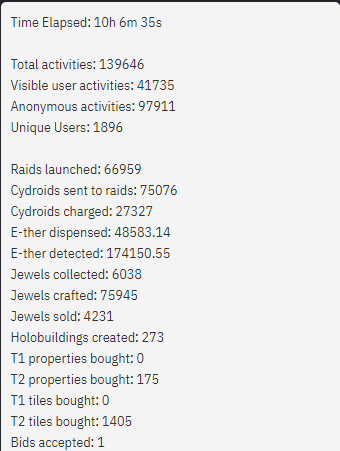 Time Elapsed: 10h 6m 35s
Total activities: 139646
Visible user activities: 41735
Anonymous activities: 97911
Unique Users: 1896
Raids launched: 66959
Cydroids sent to raids: 75076
Cydroids charged: 27327
E-ther dispensed: 48583.14
E-ther detected: 174150.55
Jewels collected: 6038
Jewels crafted: 75945
Jewels sold: 4231
Holobuildings created: 273
T1 properties bought: 0
T2 properties bought: 175
T1 tiles bought: 0
T2 tiles bought: 1405
Bids accepted: 1